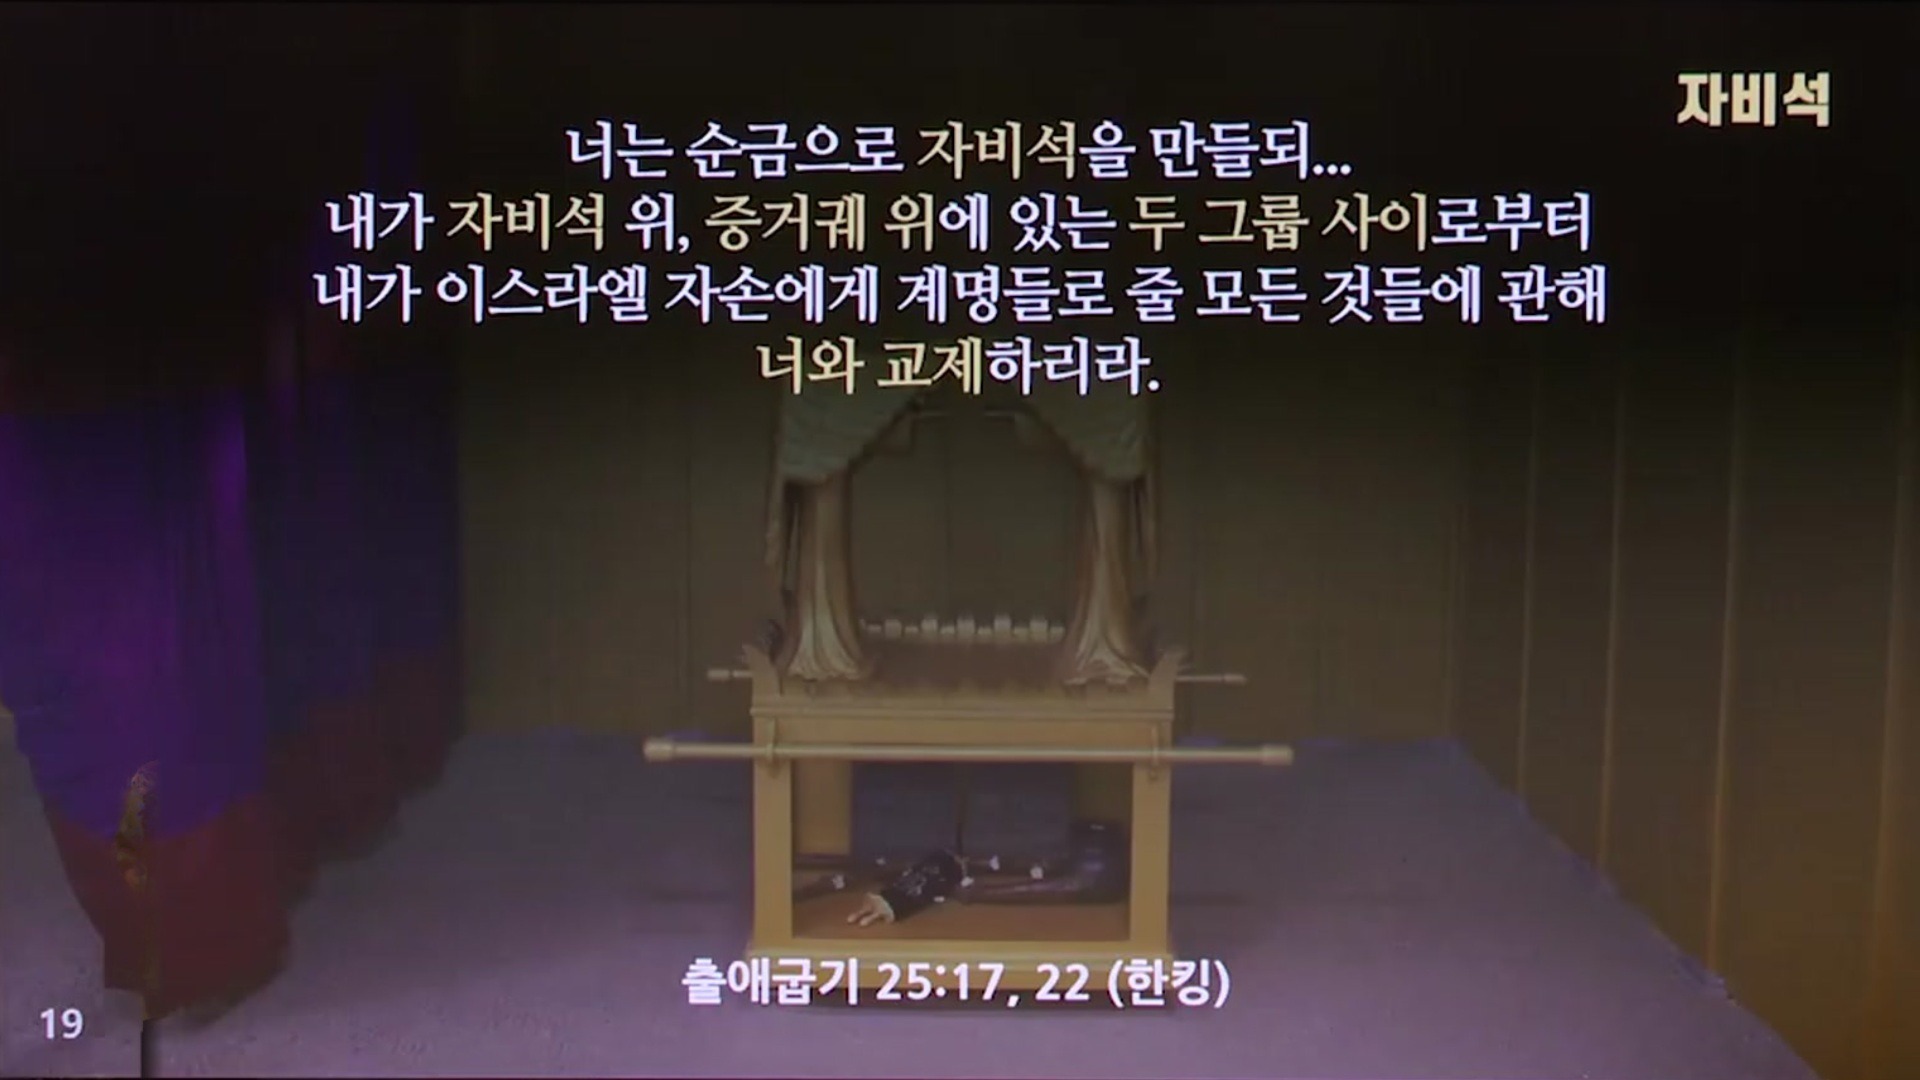 자비석
너는 순금으로 자비석을 만들되...
내가 자비석 위, 증거궤 위에 있는 두 그룹 사이로부터
내가 이스라엘 자손에게 계명들로 줄 모든 것들에 관해
너와 교제하리라.
출애굽기 25:17, 22 (한킹)
19